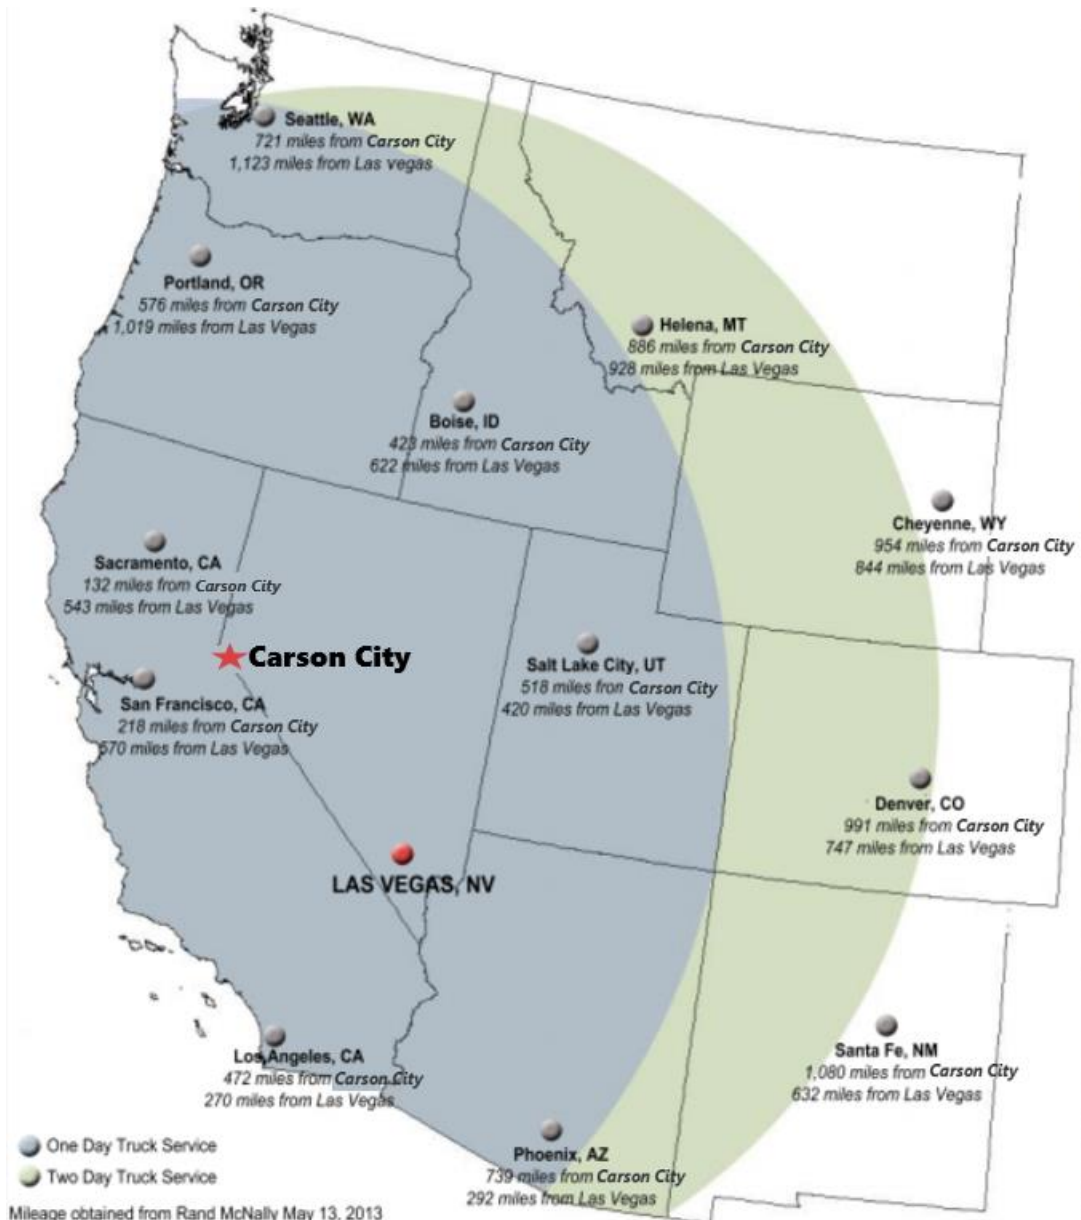 Seattle, WA
721 miles from Carson City
1,123 miles from Las vegas
Portland, OR
576 miles from Carson City
1,019 miles from Las Vegas
Helena, MT
886 miles from Carson City
928 miles from Las Vegas
Boise, ID
423 miles from Carson City
622 miles from Las Vegas
Cheyenne, WY
954 miles from Carson City
844 miles from Las Vegas
Sacramento, CA
132 miles from Carson City
543 miles from Las Vegas
Carson City
Salt Lake City, UT
518 miles fron Carson City
420 miles from Las Vegas
San Francisco, CA
218 miles from Carson City
570 miles from Las Vegas
Denver, CO
991 miles from Carson City
747 miles from Las Vegas
LAS VEGAS, NV
Santa Fe, NM
1,080 miles from Carson City
632 miles from Las Vegas
Los Angeles, CA
472 miles from Carson City
270 miles from Las Vegas
Phoenix, AZ
739 miles from Carson City
292 miles from Las Vegas
One Day Truck Service
Two Day Truck Service
Mileage obtained from Rand McNally May 13, 2013